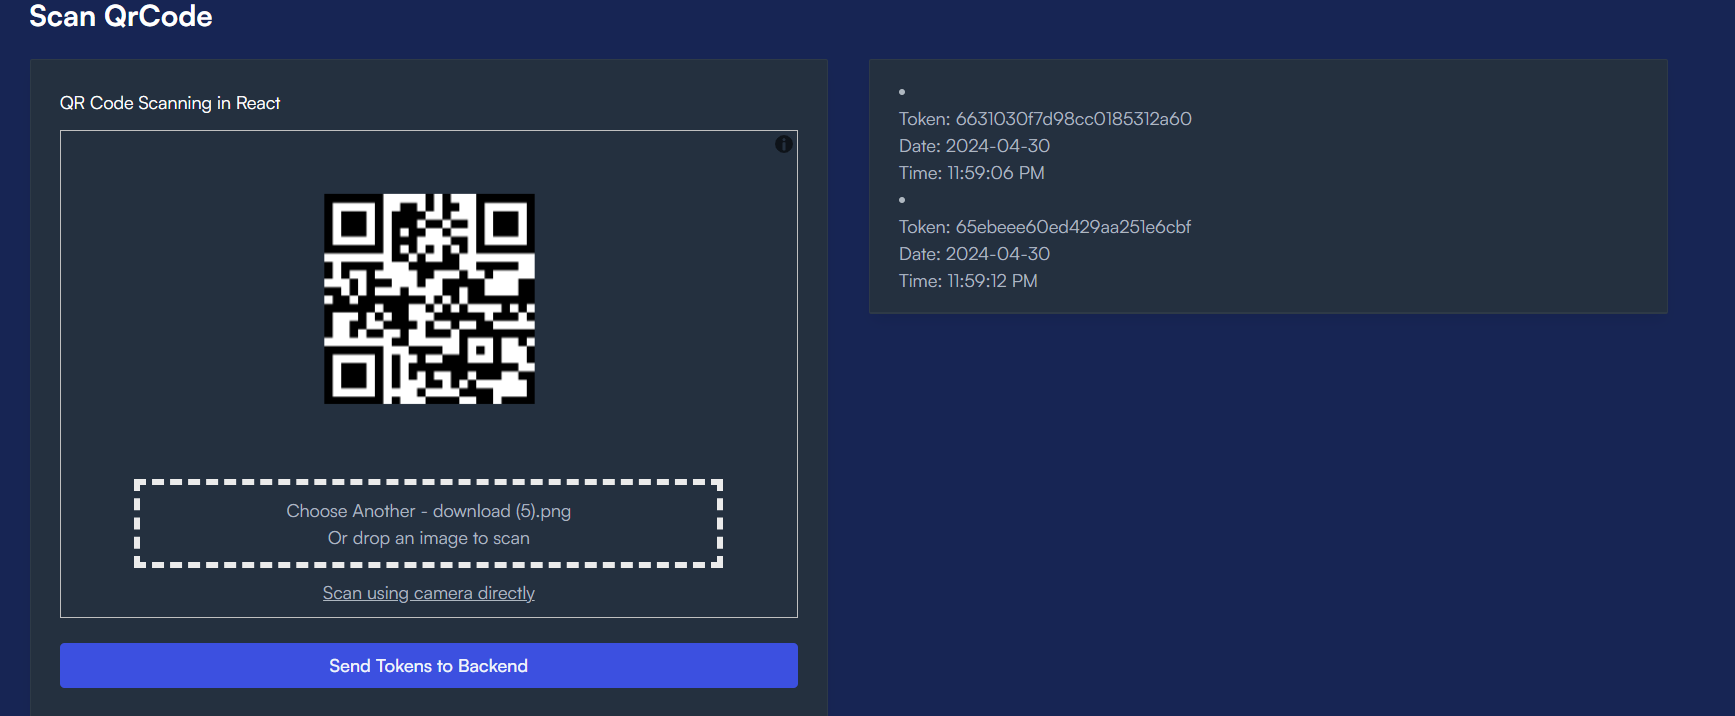 Scan QrCode
QR Code Scanning in React
Choose Another - download (5).png
Or drop an image to scan
Scan using camera directly
Send Tokens to Backend
Token: 6631030f7d98cc0185312a60
Date: 2024-04-30
Time: 11:59:06 PM
Token: 65ebeee60ed429aa251e6cbf
Date: 2024-04-30
Time: 11:59:12 PM